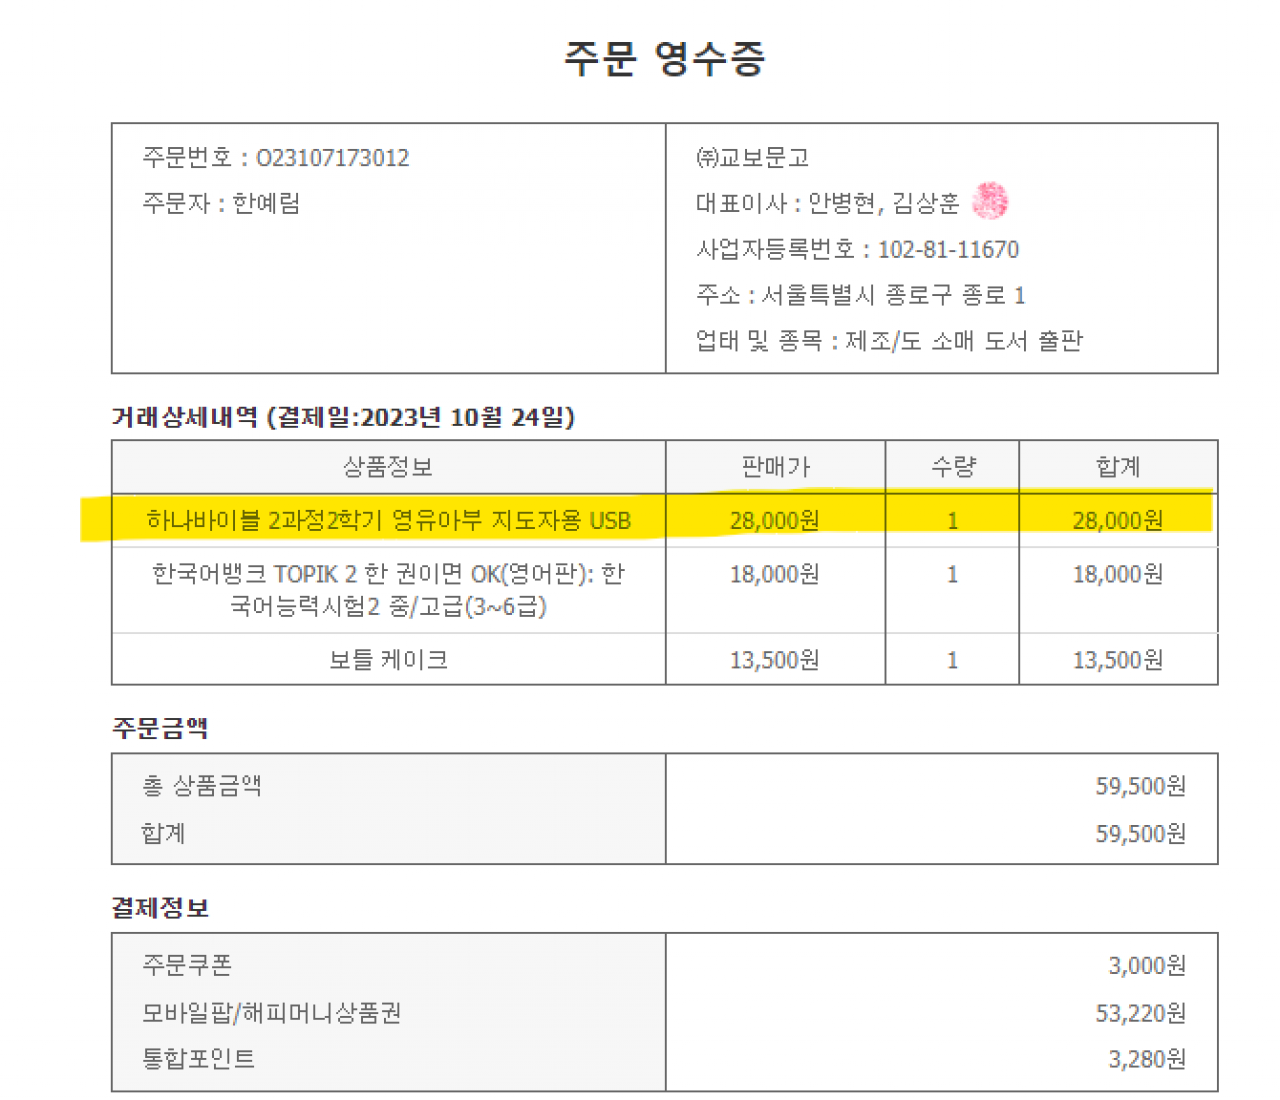 주문 영수증
주문번호 : O23107173012
주문자 : 한예림
㈜교보문고
대표이사 : 안병현, 김상훈
사업자등록번호 : 102-81-11670
주소 : 서울특별시 종로구 종로 1
업태 및 종목 : 제조/도 소매 도서 출판
거래상세내역 (결제일:2023년 10월 24일)
상품정보 판매가 수량 합계
하나바이블 2과정2학기 영유아부 지도자용 USB 28,000원 1 28,000원
한국어뱅크 TOPIK 2 한 권이면 OK(영어판): 한 18,000원 1 18,000원
국어능력시험2 중/고급(3~6급)
보틀 케이크 13,500원 1 13,500원
주문금액
총 상품금액 59,500원
합계 59,500원
결제정보
주문쿠폰 3,000원
모바일팝/해피머니상품권 53,220원
통합포인트 3,280원